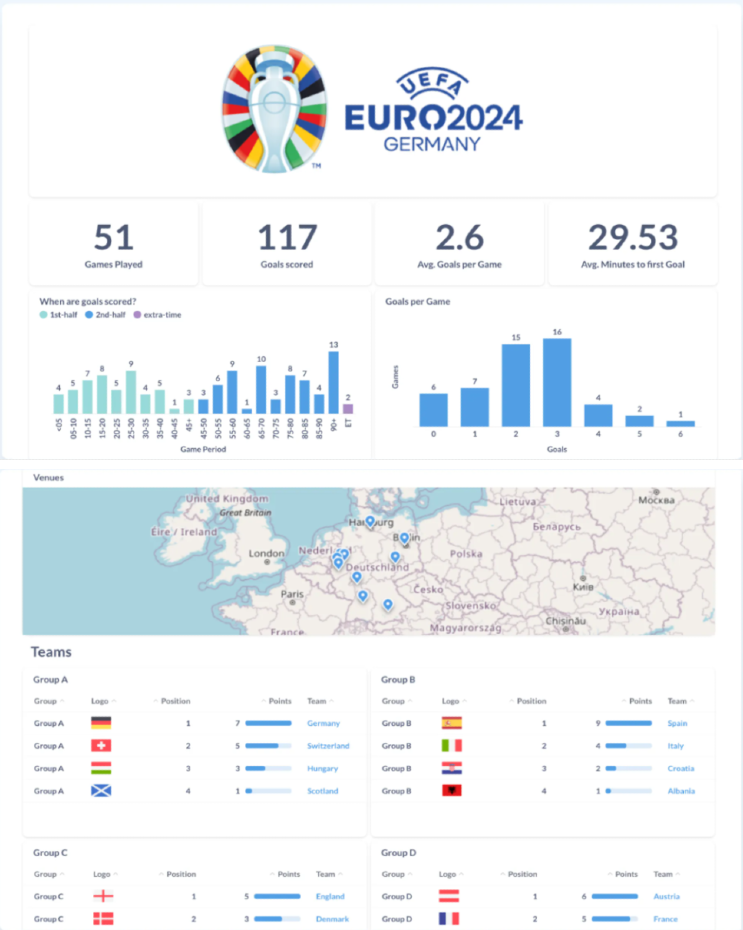 UEFA
EURO2024
GERMANY
TM
51
Games Played
117
Goals scored
2.6
Avg. Goals per Game
29.53
Avg. Minutes to first Goal
When are goals scored?
1st-half 2nd-half extra-time
4 5 7 8 5 9 4 5 1 3 3 6 9 1 10 3 8 7 4 13 2
<05 05-10 10-15 15-20 20-25 25-30 30-35 35-40 40-45 45+ 45-50 50-55 55-60 60-65 65-70 70-75 75-80 80-85 85-90 90+ ET
Game Period
Goals per Game
Games
6 7 15 16 4 2 1
0 1 2 3 4 5 6
Goals
Venues
United Kingdom
Great Britain
Éire / Ireland
London
Paris
France
Deutschland
Polska
Česko
Slovensko
Magyarország
Lietuva
Беларусь
Москва
Київ
Україна
Chișinău
Teams
Group A
Group Logo Position Points Team
Group A 1 7 Germany
Group A 2 5 Switzerland
Group A 3 3 Hungary
Group A 4 1 Scotland
Group B
Group Logo Position Points Team
Group B 1 9 Spain
Group B 2 4 Italy
Group B 3 2 Croatia
Group B 4 1 Albania
Group C
Group Logo Position Points Team
Group C 1 5 England
Group C 2 3 Denmark
Group D
Group Logo Position Points Team
Group D 1 6 Austria
Group D 2 5 France